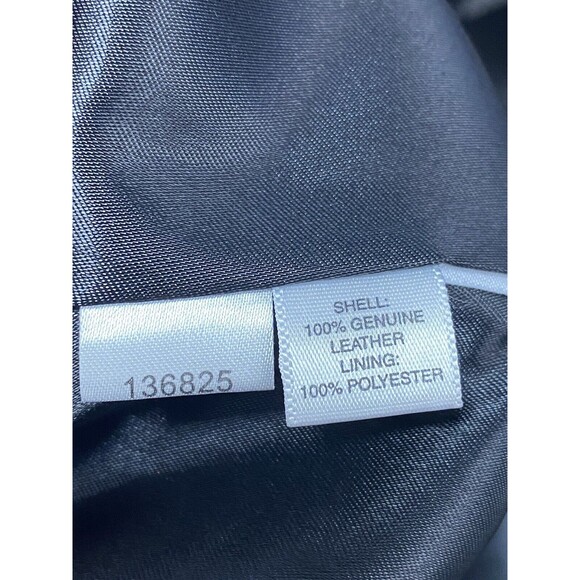 136825
SHELL:
100% GENUINE
LEATHER
LINING:
100% POLYESTER